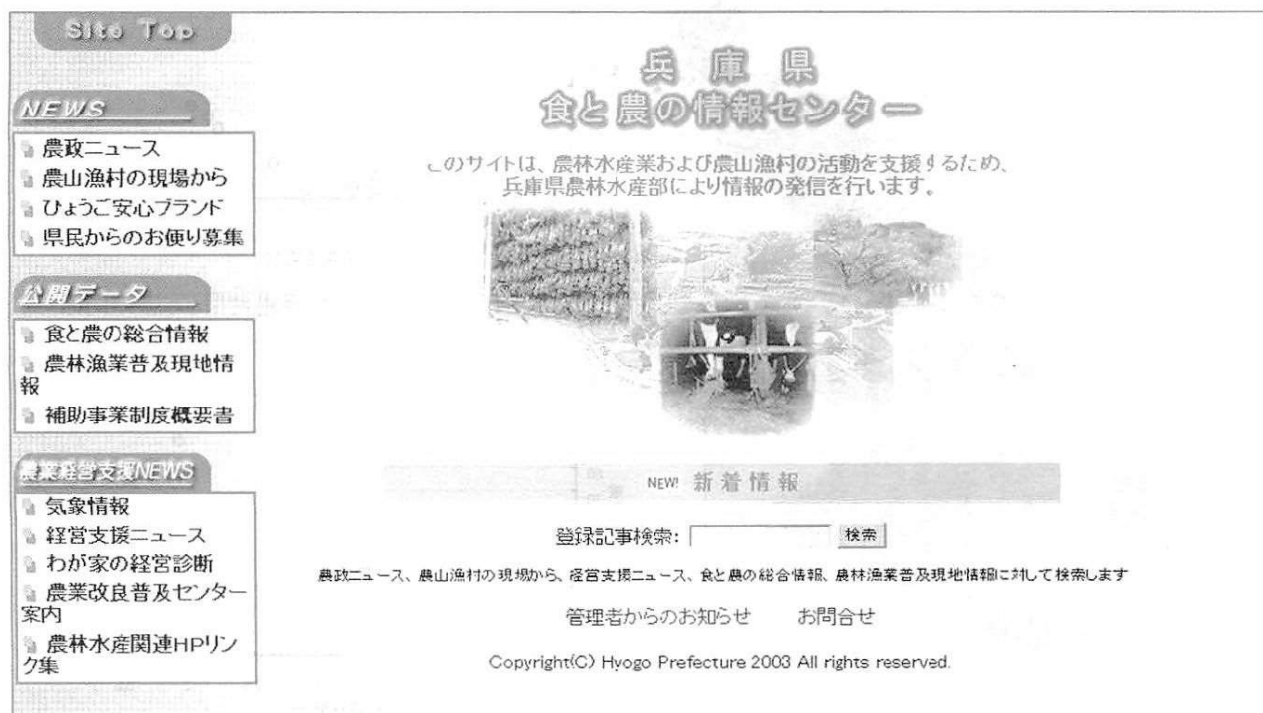 Site Top
NEWS
農政ニュース
農山漁村の現場から
ひょうご安心ブランド
県民からのお便り募集
公開データ
食と農の総合情報
農林漁業普及現地情
報
補助事業制度概要書
農業経営支援NEWS
気象情報
経営支援ニュース
わが家の経営診断
農業改良普及センター
案内
農林水産関連HPリン
ク集
兵庫県
食と農の情報センター
このサイトは、農林水産業および農山漁村の活動を支援するため、
兵庫県農林水産部により情報の発信を行います。
NEW! 新着情報
登録記事検索: 検索
農政ニュース、農山漁村の現場から、経営支援ニュース、食と農の総合情報、農林漁業普及現地情報に対して検索します
管理者からのお知らせ お問合せ
Copyright(C) Hyogo Prefecture 2003 All rights reserved.